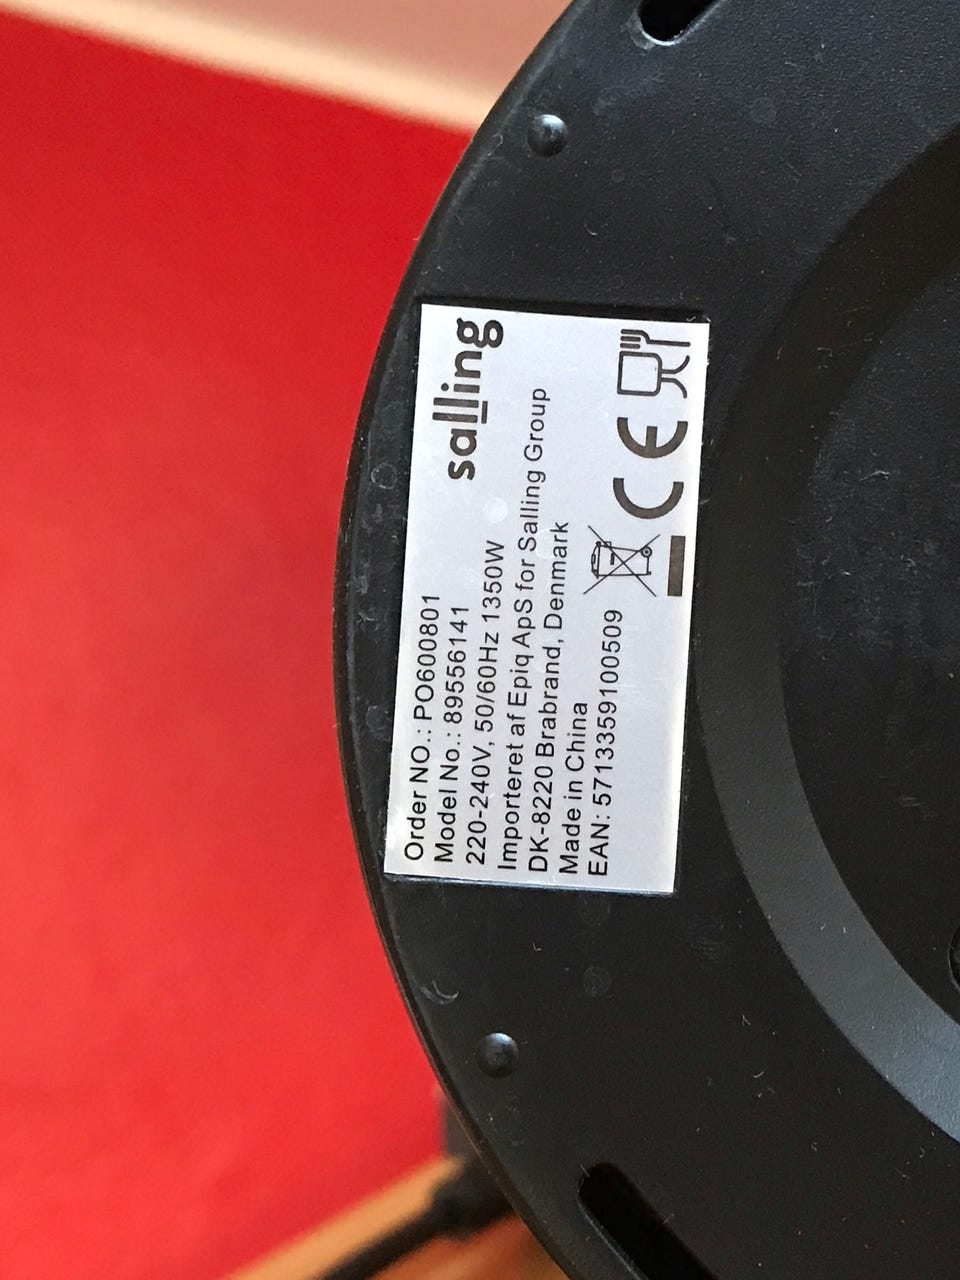 salling
Order NO.: PO600801
Model No.: 89556141
220-240V, 50/60Hz 1350W
Importeret af Epiq ApS for Salling Group
DK-8220 Brabrand, Denmark
Made in China
EAN: 5713359100509
CE